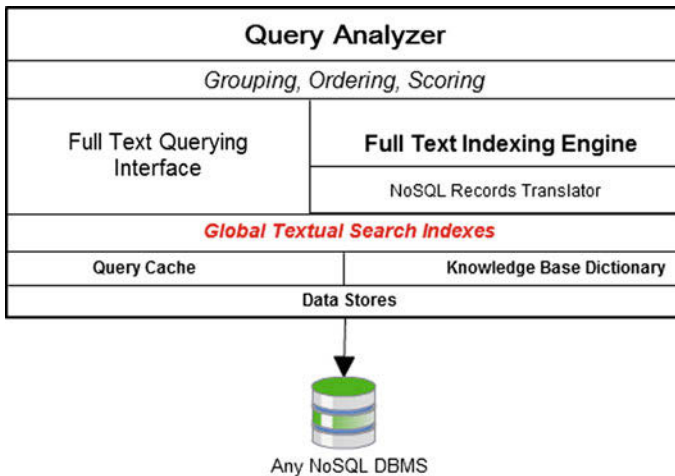 Query Analyzer
Grouping, Ordering, Scoring
Full Text Querying
Interface
Full Text Indexing Engine
NoSQL Records Translator
Global Textual Search Indexes
Query Cache
Knowledge Base Dictionary
Data Stores
Any NoSQL DBMS